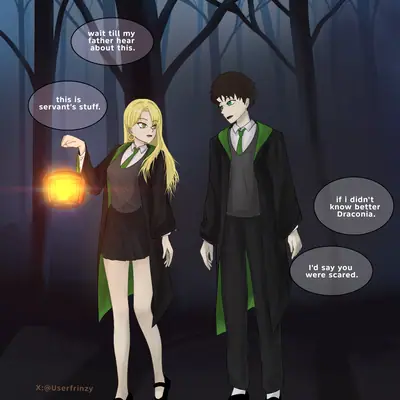 wait till my
father hear
about this.
this is
servant's stuff.
if i didn't
know better
Draconia.
I'd say you
were scared.
X:@Userfrinzy